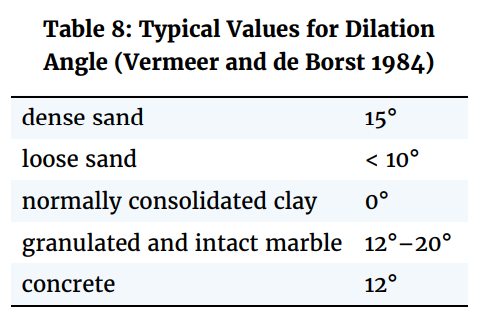 Table 8: Typical Values for Dilation
Angle (Vermeer and de Borst 1984)
dense sand 15°
loose sand < 10°
normally consolidated clay 0°
granulated and intact marble 12°–20°
concrete 12°